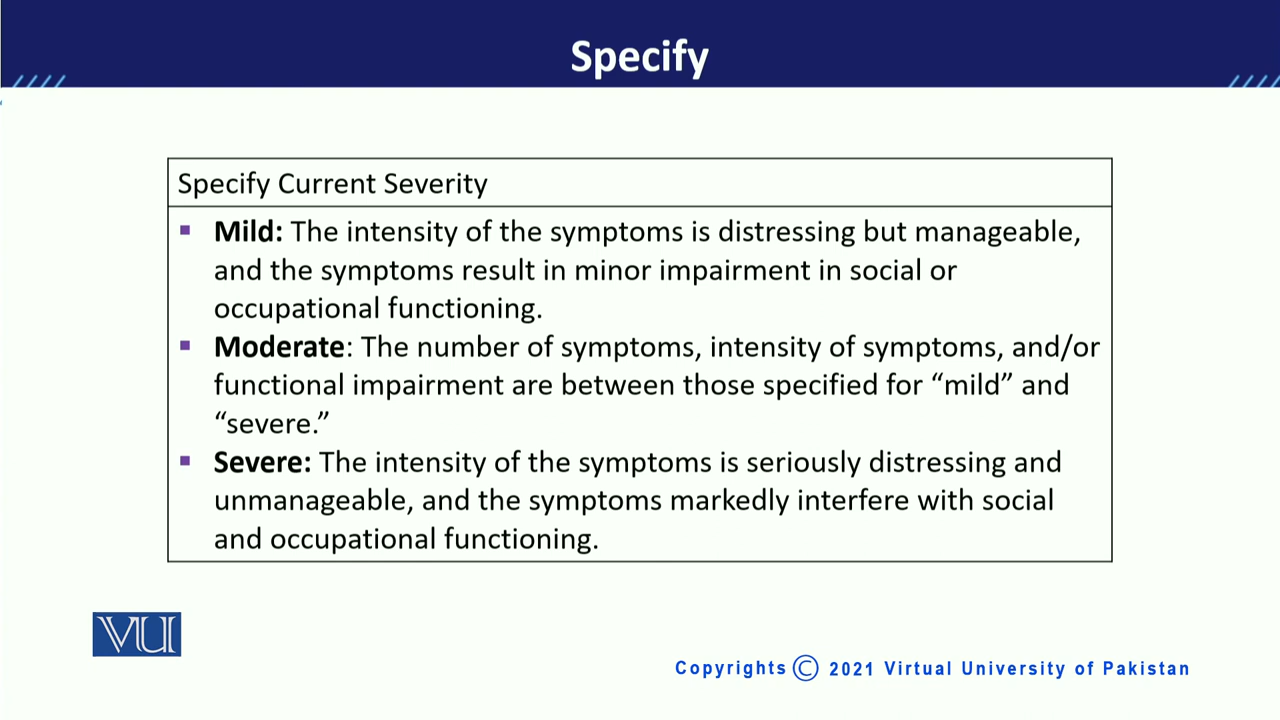 Specify
Specify Current Severity
▪ Mild: The intensity of the symptoms is distressing but manageable,
and the symptoms result in minor impairment in social or
occupational functioning.
▪ Moderate: The number of symptoms, intensity of symptoms, and/or
functional impairment are between those specified for “mild” and
“severe.”
▪ Severe: The intensity of the symptoms is seriously distressing and
unmanageable, and the symptoms markedly interfere with social
and occupational functioning.
VU
Copyrights © 2021 Virtual University of Pakistan